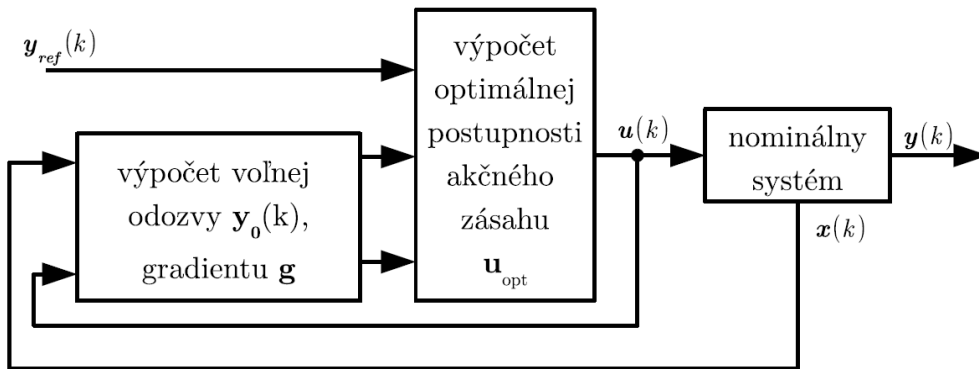 y_ref(k)
výpočet
optimálnej
postupnosti
akčného
zásahu
u_opt
výpočet voľnej
odozvy y_0(k),
gradientu g
u(k)
nominálny
systém
y(k)
x(k)